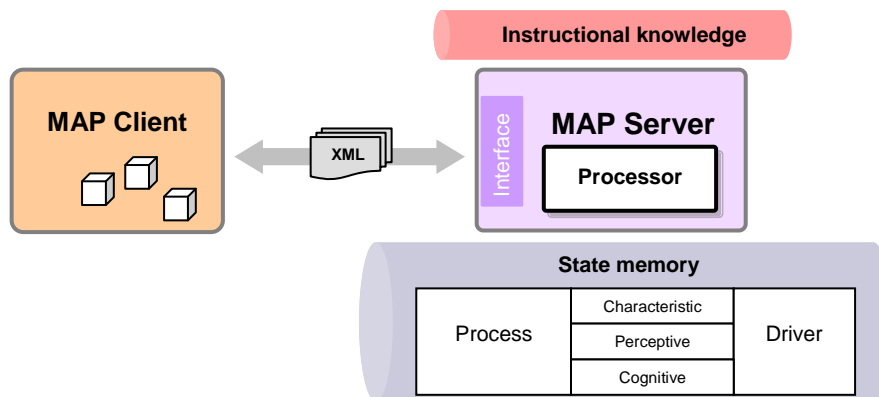 Instructional knowledge
MAP Client
XML
Interface
MAP Server
Processor
State memory
Process
Characteristic
Perceptive
Cognitive
Driver